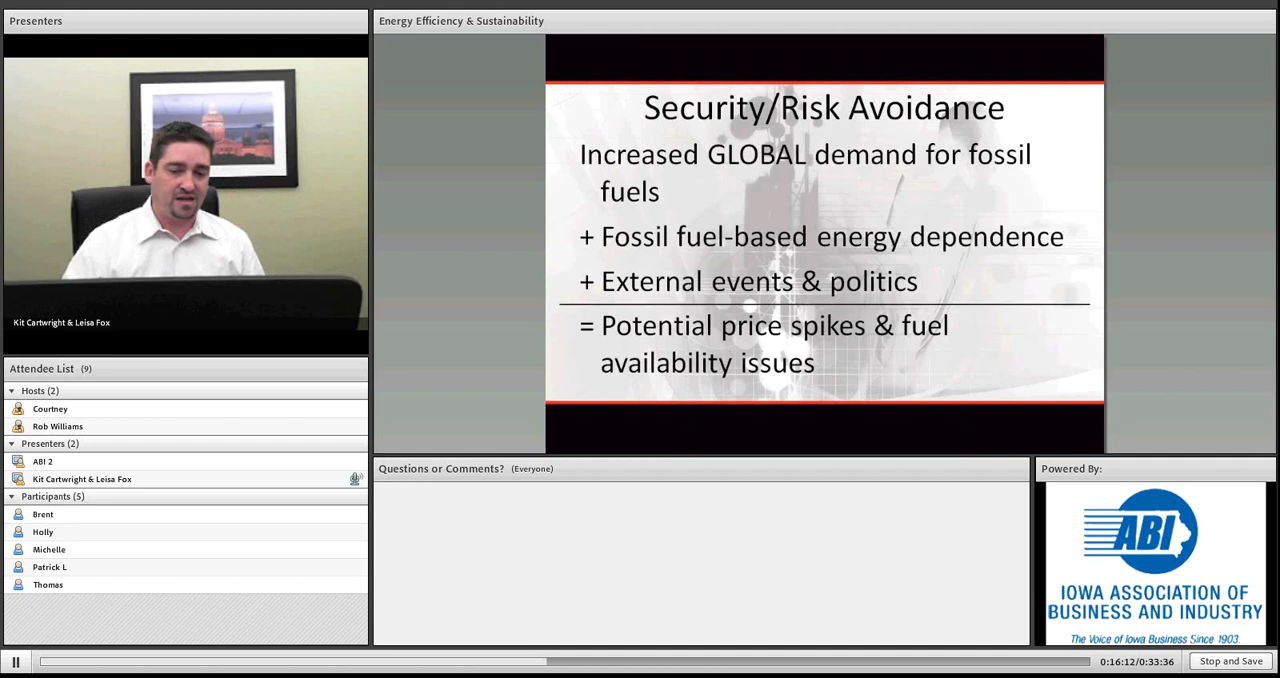 Presenters
Kit Cartwright & Leisa Fox
Attendee List (9)
Hosts (2)
Courtney
Rob Williams
Presenters (2)
ABI 2
Kit Cartwright & Leisa Fox
Participants (5)
Brent
Holly
Michelle
Patrick L
Thomas
Energy Efficiency & Sustainability
Security/Risk Avoidance
Increased GLOBAL demand for fossil
fuels
+ Fossil fuel-based energy dependence
+ External events & politics
= Potential price spikes & fuel
availability issues
Questions or Comments? (Everyone)
Powered By:
ABI
IOWA ASSOCIATION OF
BUSINESS AND INDUSTRY
The Voice of Iowa Business Since 1903.
0:16:12/0:33:36
Stop and Save